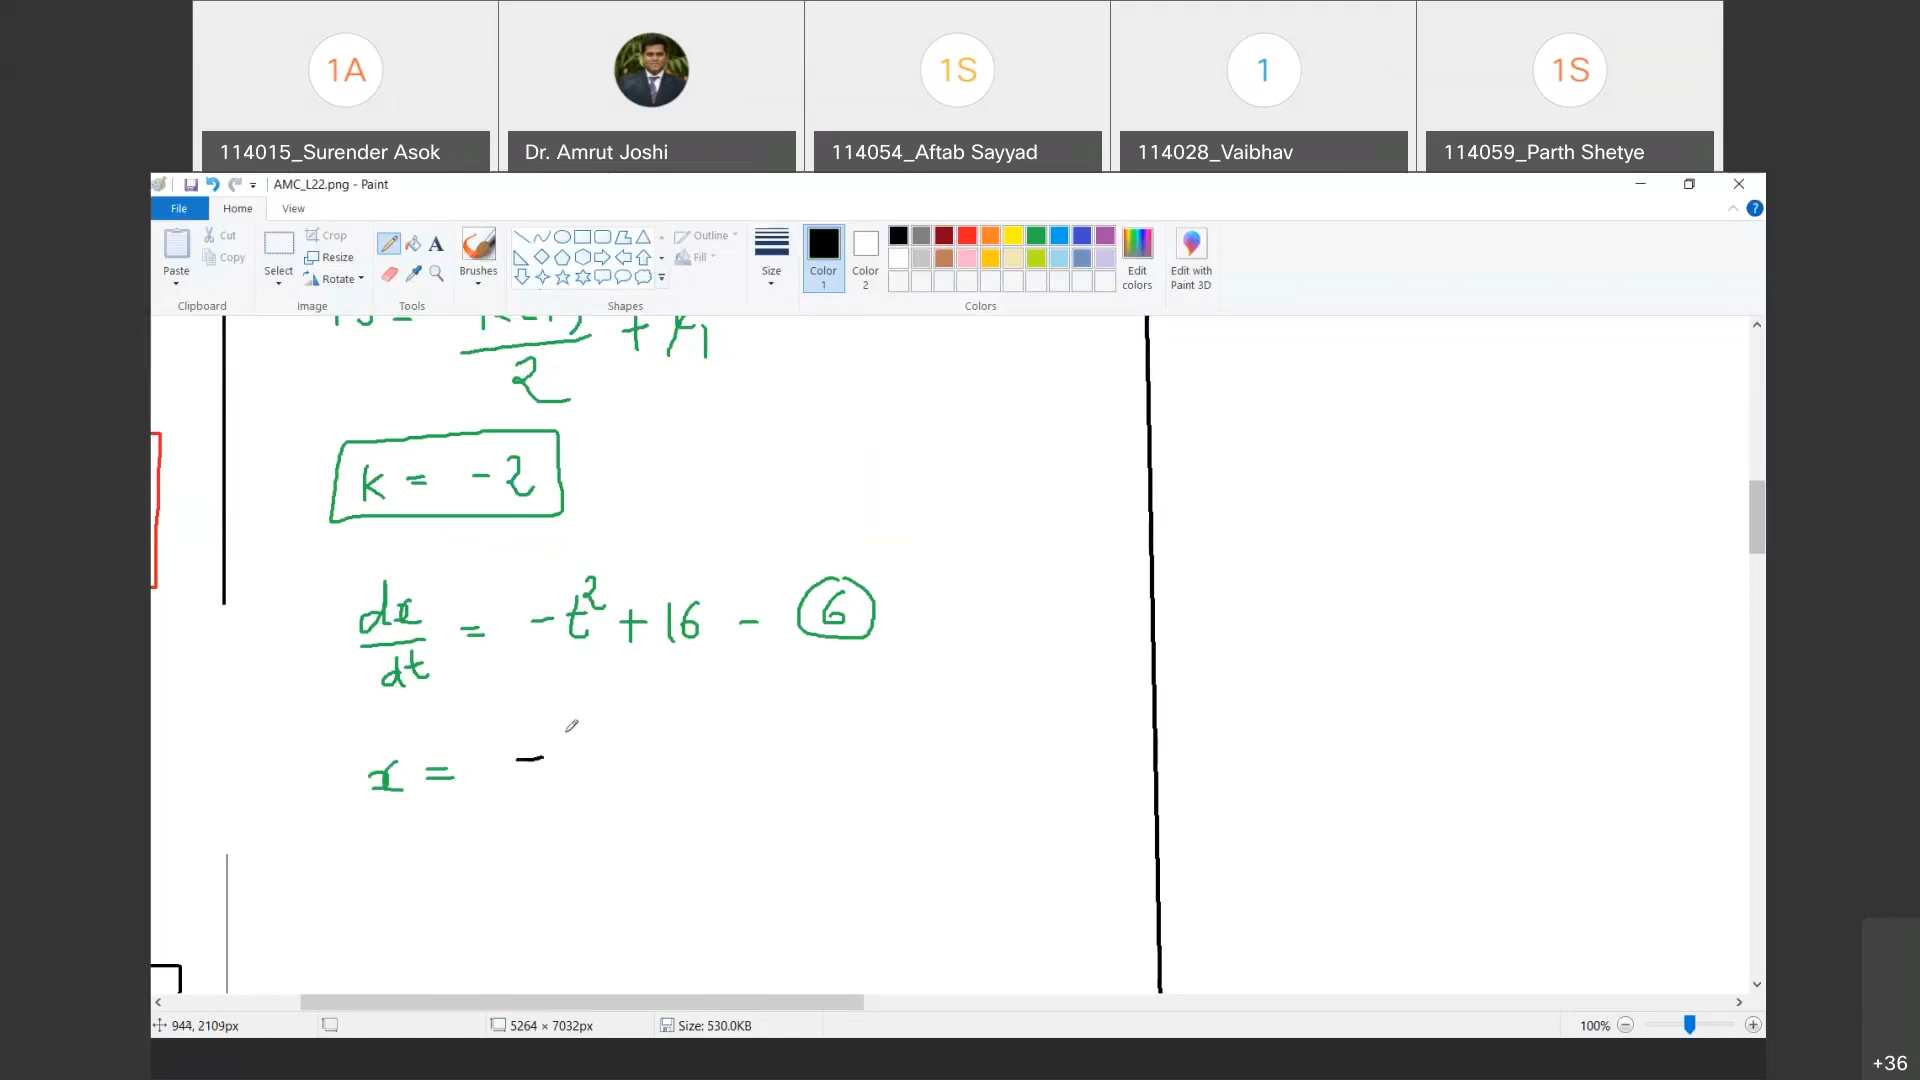 1A
1S
1
1S
114015_Surender Asok
Dr. Amrut Joshi
114054_Aftab Sayyad
114028_Vaibhav
114059_Parth Shetye
AMC_L22.png - Paint
File Home View
Paste
Cut
Copy
Clipboard
Select
Crop
Resize
Rotate
Image
A
Tools
Brushes
Outline
Fill
Shapes
Size
Color 1
Color 2
Edit colors
Colors
Edit with Paint 3D
?
2
k = -2
dx/dt = -t² + 16 - 6
x = -
944, 2109px
5264 × 7032px
Size: 530.0KB
100%
+36